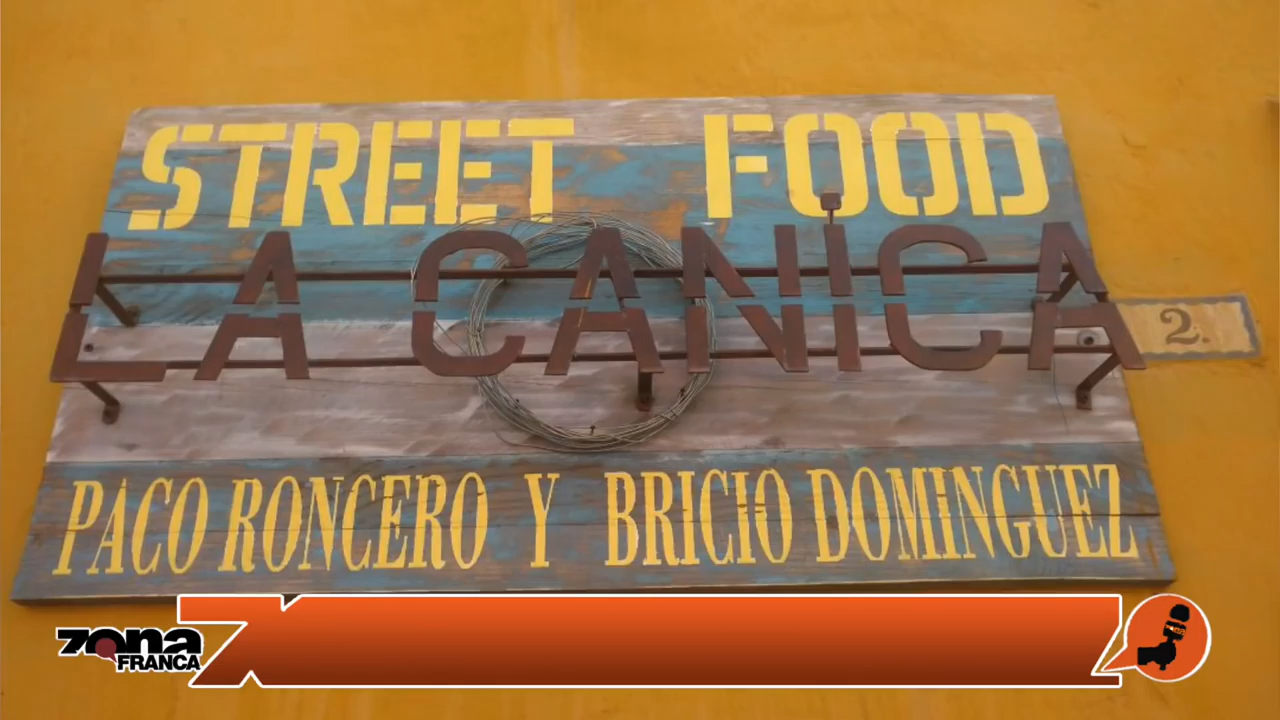 STREET FOOD
LA CANICA
2.
PACO RONCERO Y BRICIO DOMINGUEZ
zona
FRANCA